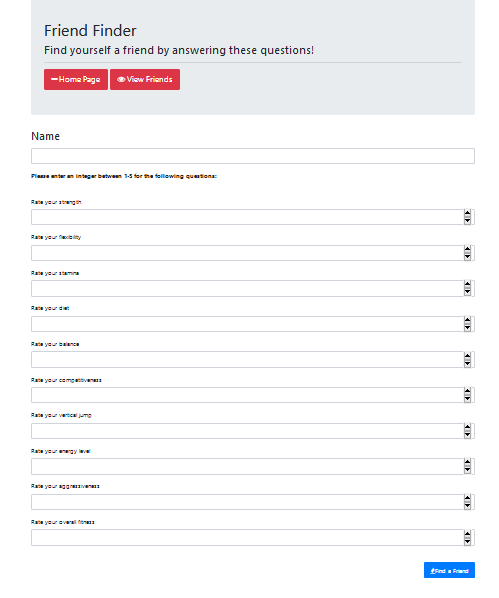 Friend Finder
Find yourself a friend by answering these questions!
Home Page View Friends
Name
Please enter an integer between 1-5 for the following questions:
Rate your strength
Rate your flexibility
Rate your stamina
Rate your diet
Rate your balance
Rate your competitiveness
Rate your vertical jump
Rate your energy level
Rate your aggressiveness
Rate your overall fitness
Find a Friend